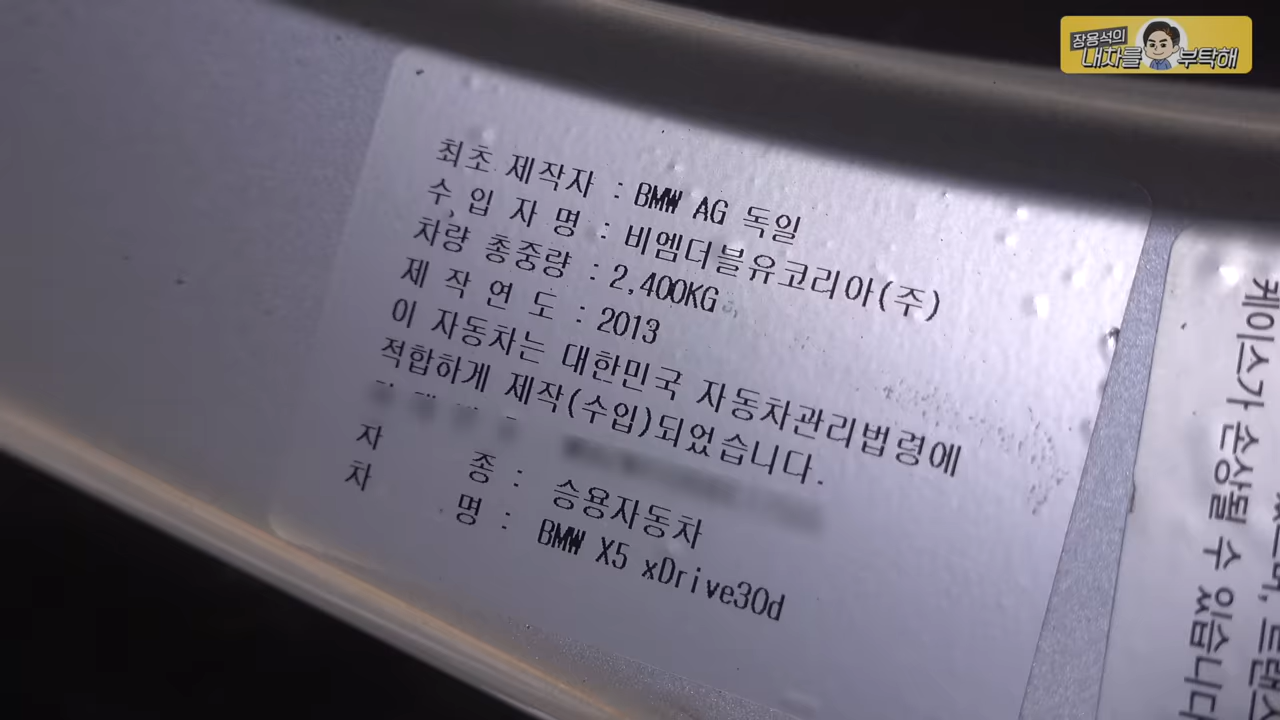 장용석의
내차를 부탁해
최초 제작자 : BMW AG 독일
수 입 자 명 : 비엠더블유코리아(주)
차량 총중량 : 2,400KG
제 작 연 도 : 2013
이 자동차는 대한민국 자동차관리법령에
적합하게 제작(수입)되었습니다.
차 종 : 승용자동차
차 명 : BMW X5 xDrive30d
케이스가 손상될 수 있습니다